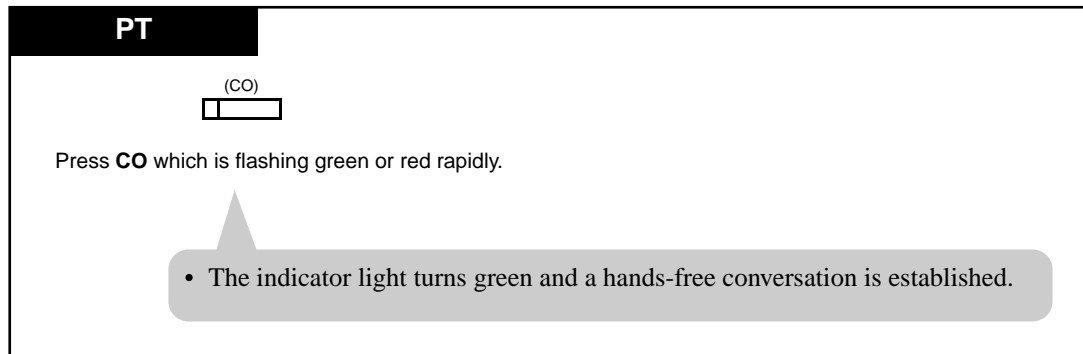 PT
(CO)
Press CO which is flashing green or red rapidly.
• The indicator light turns green and a hands-free conversation is established.